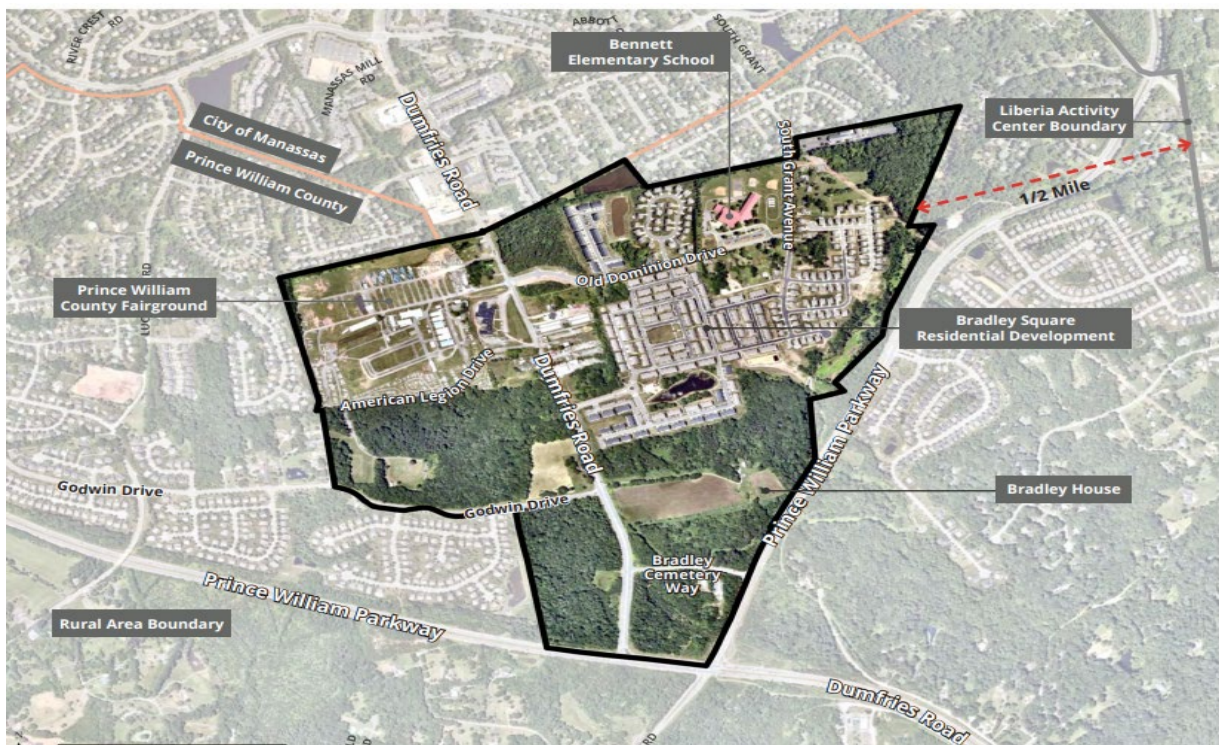 RIVER CREST
RD
ABBOTT
SOUTH GRANT
Bennett
Elementary School
MANASSAS MILL
RD
Dumfries Road
City of Manassas
Prince William County
Liberia Activity
Center Boundary
1/2 Mile
South Grant Avenue
Old Dominion Drive
Prince William
County Fairground
RD
Bradley Square
Residential Development
American Legion Drive
Dumfries Road
Prince William Parkway
Godwin Drive
Godwin Drive
Bradley House
Bradley
Cemetery
Way
Prince William Parkway
Rural Area Boundary
Dumfries Road
RD
RD